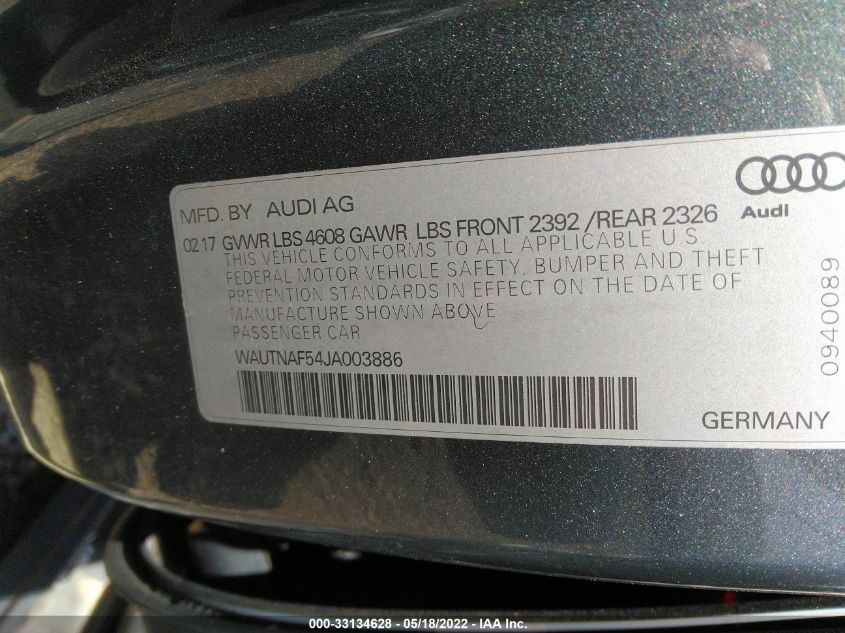 MFD. BY AUDI AG
Audi
02 17 GVWR LBS 4608 GAWR LBS FRONT 2392 /REAR 2326
THIS VEHICLE CONFORMS TO ALL APPLICABLE U S
FEDERAL MOTOR VEHICLE SAFETY, BUMPER AND THEFT
PREVENTION STANDARDS IN EFFECT ON THE DATE OF
MANUFACTURE SHOWN ABOVE
PASSENGER CAR
WAUTNAF54JA003886
0940089
GERMANY
000-33134628 - 05/18/2022 - IAA Inc.